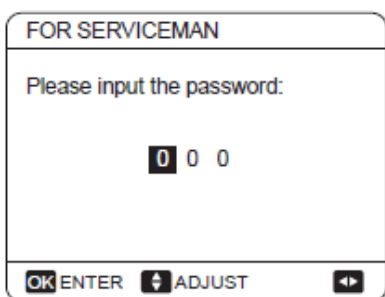 FOR SERVICEMAN
Please input the password:
0 0 0
OK ENTER ADJUST